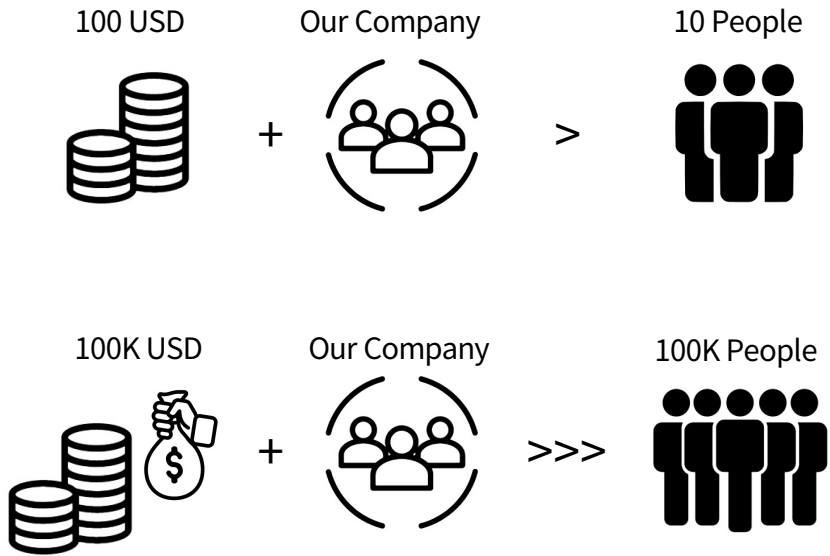 100 USD
Our Company
10 People
+
>
100K USD
Our Company
100K People
$
+
>>>